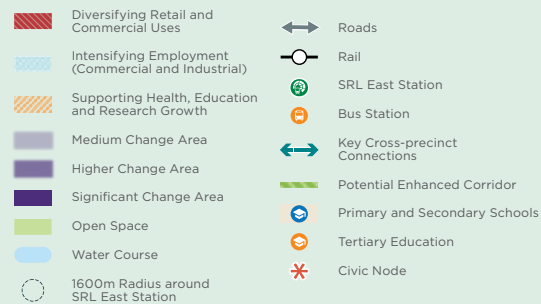 Diversifying Retail and
Commercial Uses
Intensifying Employment
(Commercial and Industrial)
Supporting Health, Education
and Research Growth
Medium Change Area
Higher Change Area
Significant Change Area
Open Space
Water Course
1600m Radius around
SRL East Station
Roads
Rail
SRL East Station
Bus Station
Key Cross-precinct
Connections
Potential Enhanced Corridor
Primary and Secondary Schools
Tertiary Education
Civic Node